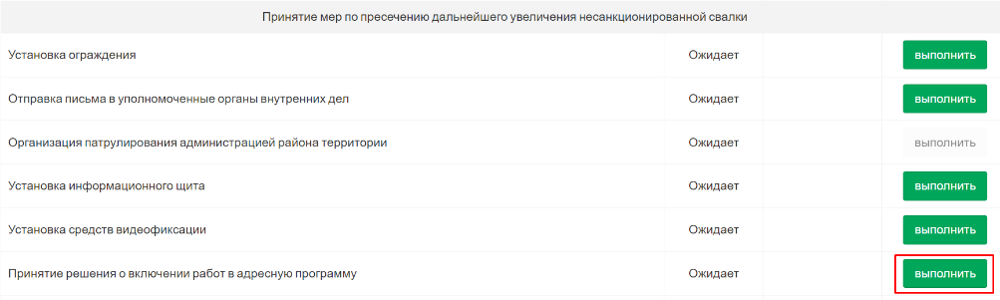 Принятие мер по пресечению дальнейшего увеличения несанкционированной свалки
Установка ограждения Ожидает выполнить
Отправка письма в уполномоченные органы внутренних дел Ожидает выполнить
Организация патрулирования администрацией района территории Ожидает выполнить
Установка информационного щита Ожидает выполнить
Установка средств видеофиксации Ожидает выполнить
Принятие решения о включении работ в адресную программу Ожидает выполнить